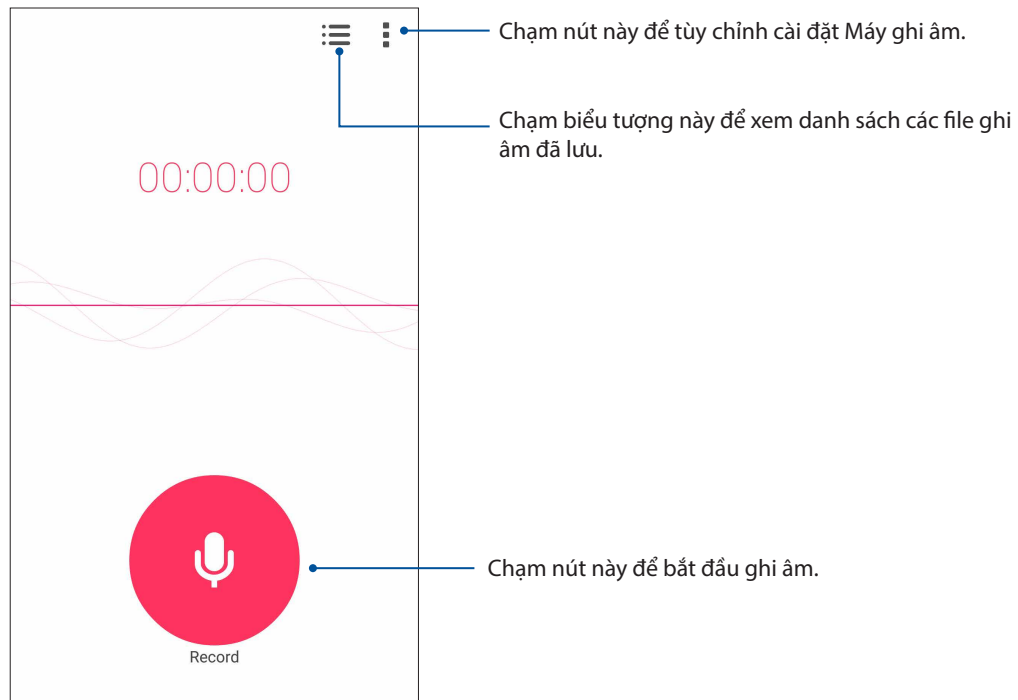 Chạm nút này để tùy chỉnh cài đặt Máy ghi âm.
Chạm biểu tượng này để xem danh sách các file ghi
âm đã lưu.
00:00:00
Chạm nút này để bắt đầu ghi âm.
Record